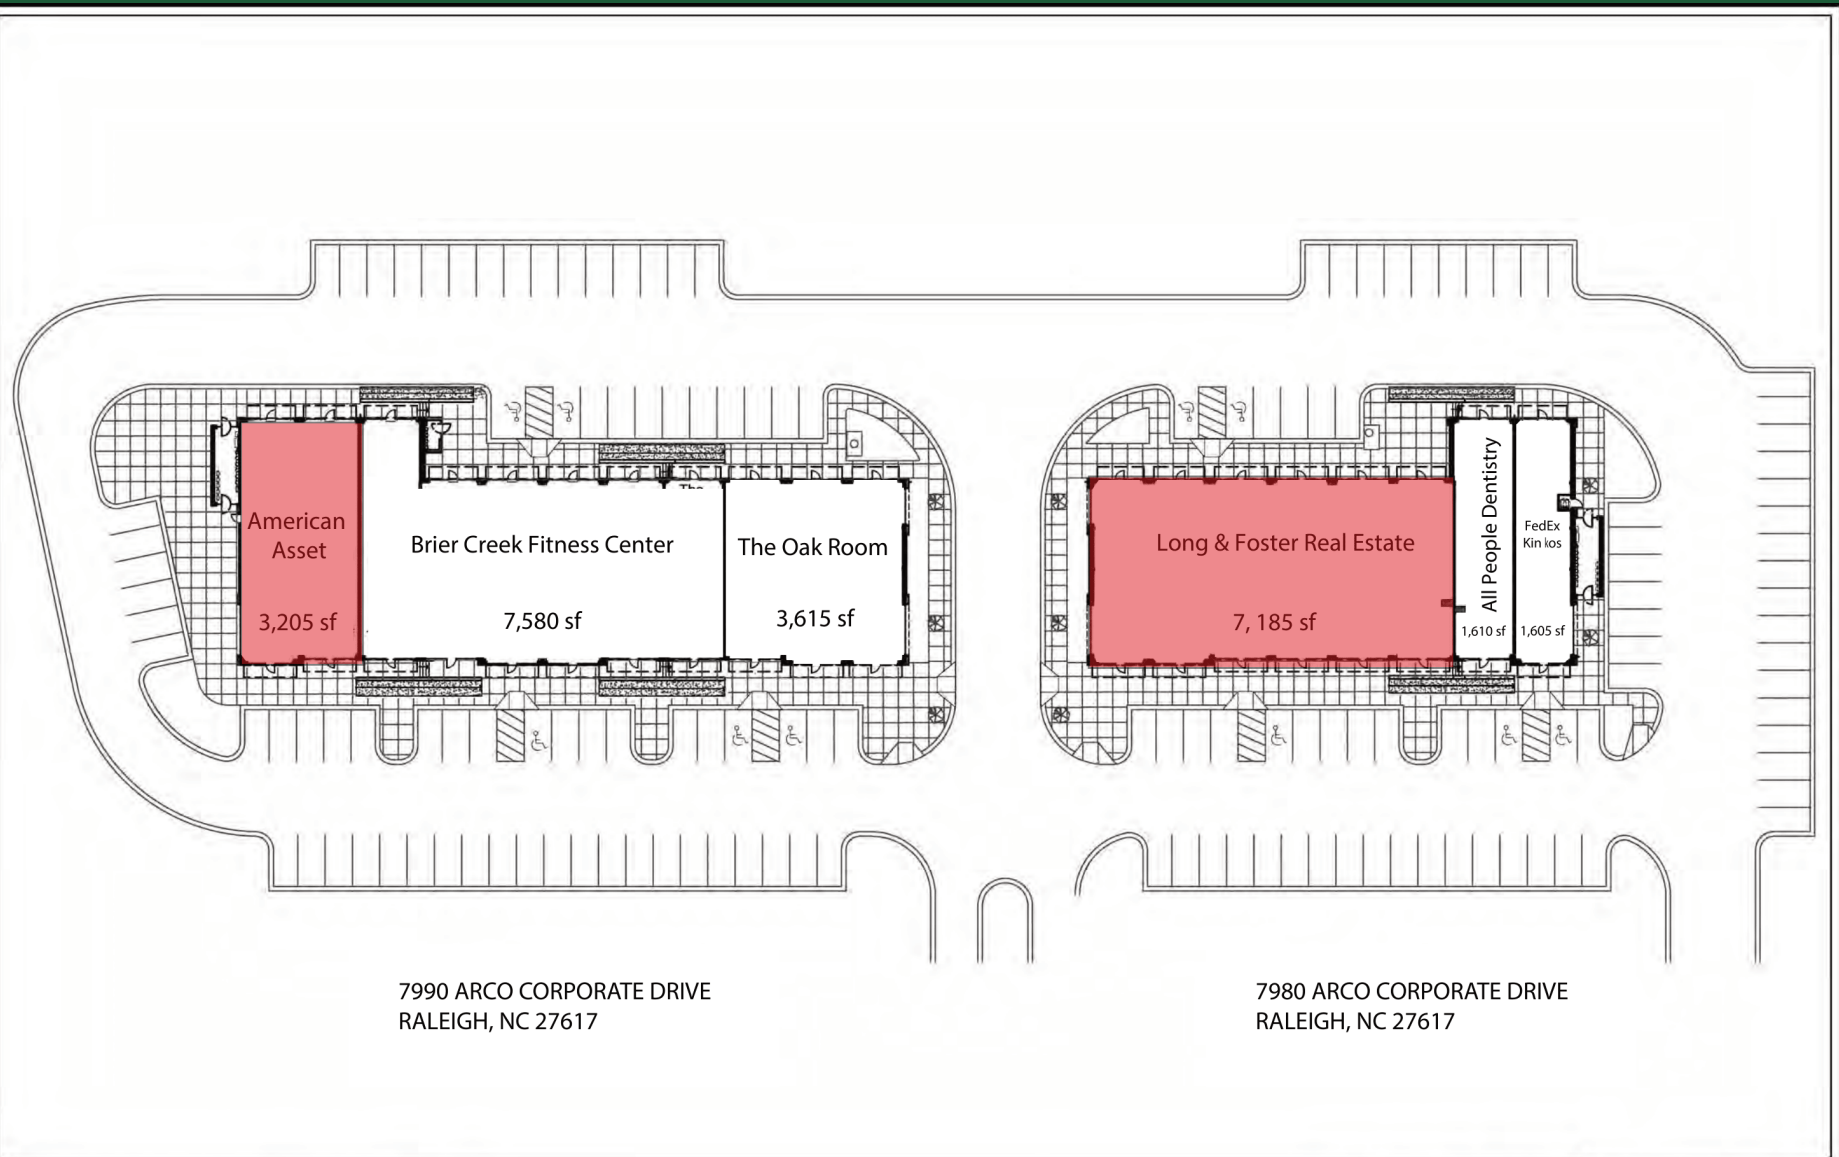 American
Asset
3,205 sf
Brier Creek Fitness Center
7,580 sf
The
The Oak Room
3,615 sf
Long & Foster Real Estate
7, 185 sf
All People Dentistry
1,610 sf
FedEx
Kin kos
1,605 sf
7990 ARCO CORPORATE DRIVE
RALEIGH, NC 27617
7980 ARCO CORPORATE DRIVE
RALEIGH, NC 27617